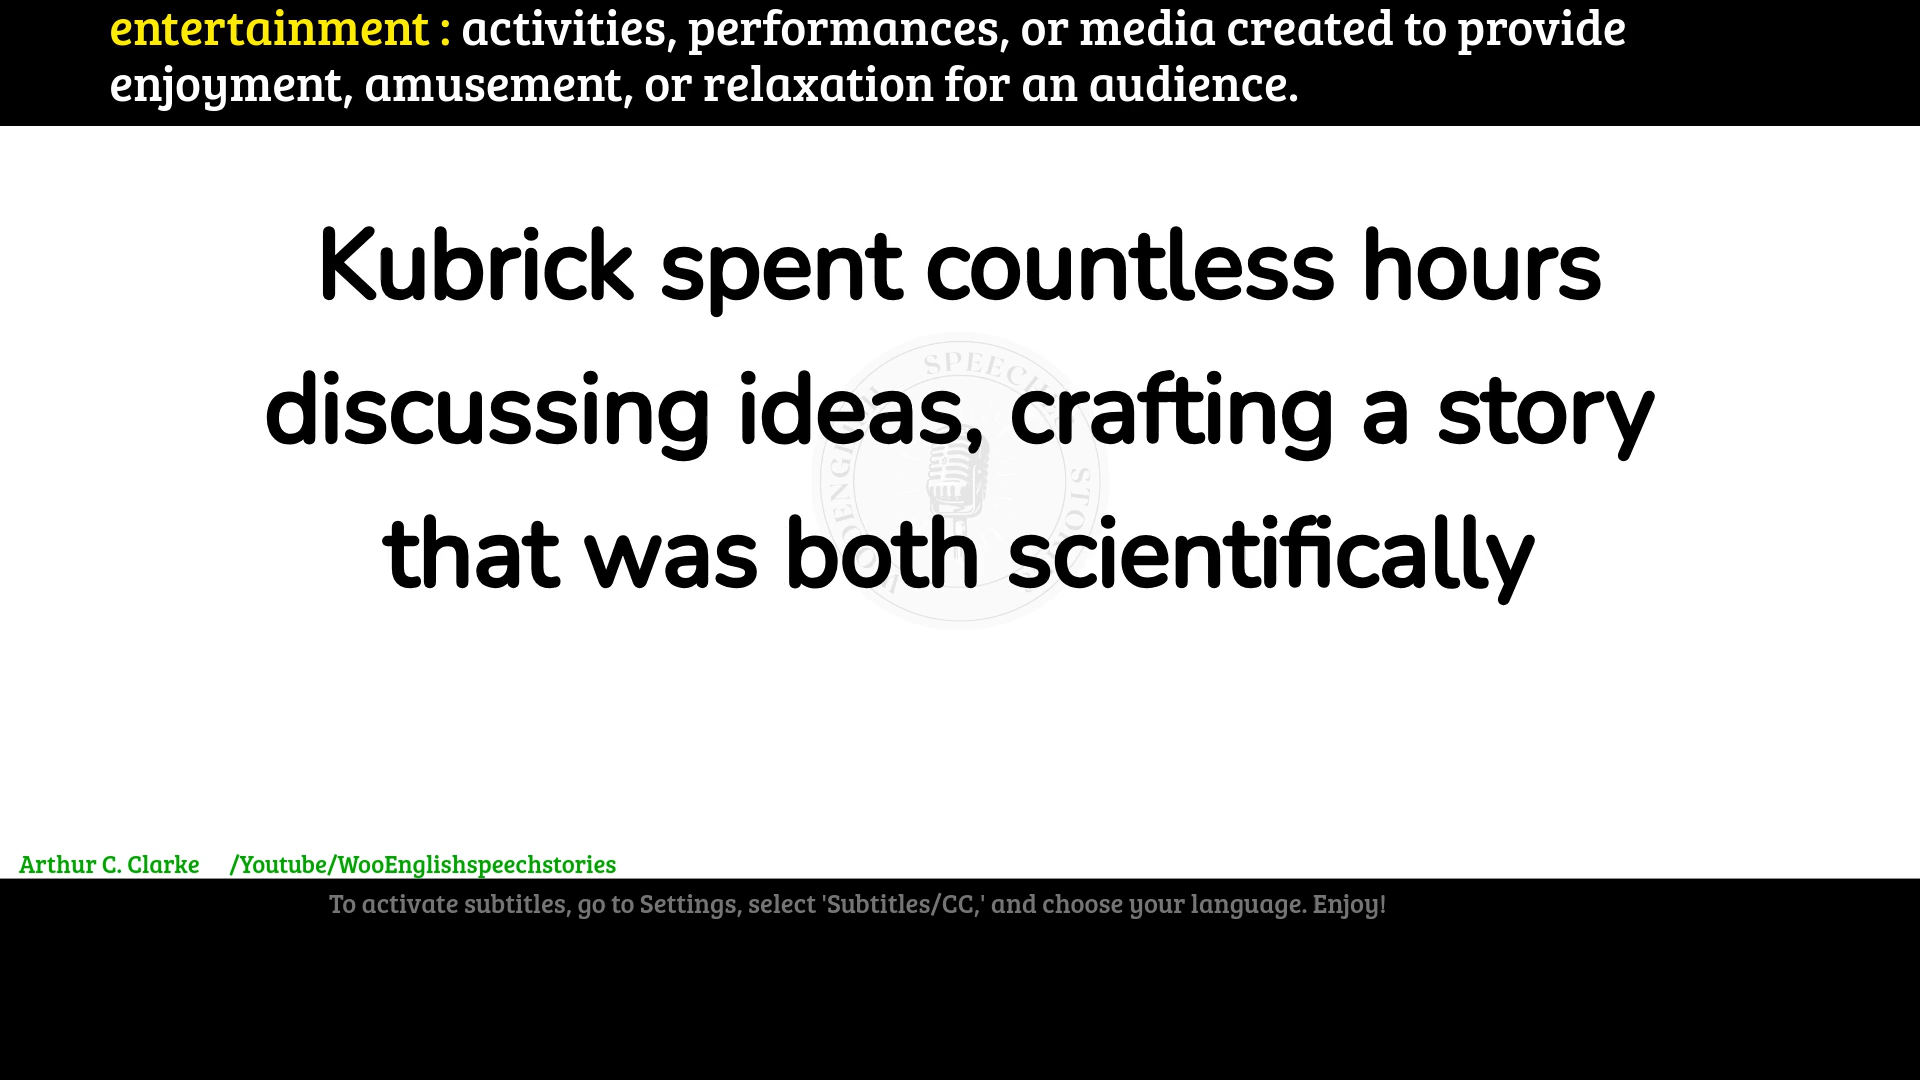 entertainment : activities, performances, or media created to provide
enjoyment, amusement, or relaxation for an audience.
Kubrick spent countless hours
discussing ideas, crafting a story
that was both scientifically
Arthur C. Clarke /Youtube/WooEnglishspeechstories
To activate subtitles, go to Settings, select 'Subtitles/CC,' and choose your language. Enjoy!